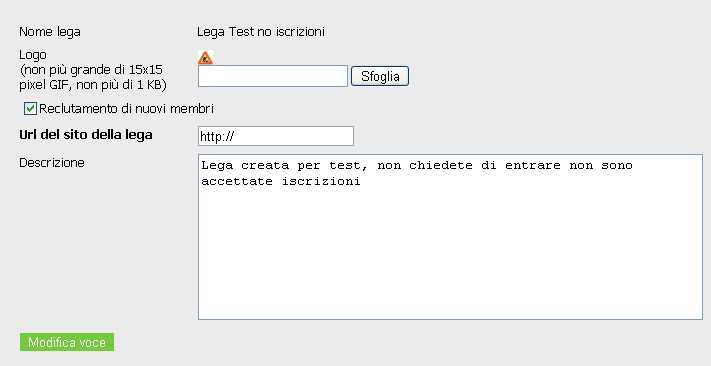 Nome lega
Lega Test no iscrizioni
Logo
(non più grande di 15x15
pixel GIF, non più di 1 KB)
Sfoglia
Reclutamento di nuovi membri
Url del sito della lega
http://
Descrizione
Lega creata per test, non chiedete di entrare non sono
accettate iscrizioni
Modifica voce